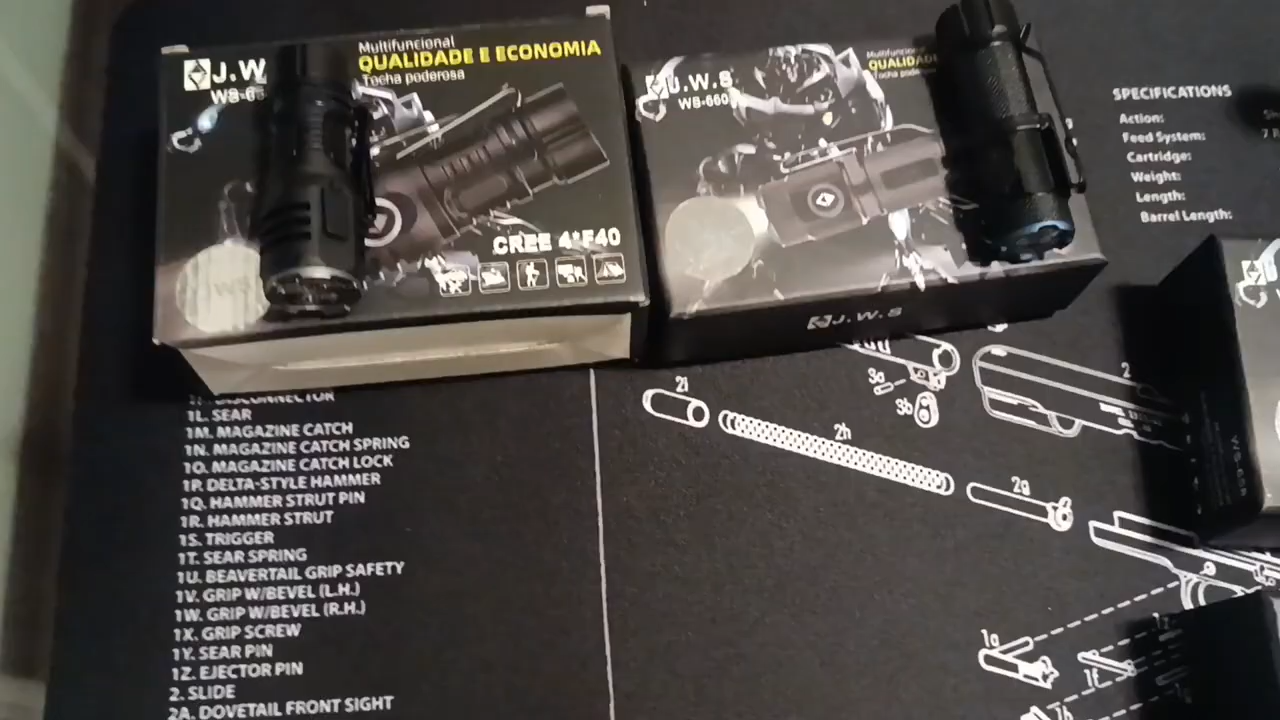 Multifuncional
QUALIDADE E ECONOMIA
Tocha poderosa
J.W
CREE 4*F40
WS
Multifuncional
QUALIDADE
J.W.S
J.W.S
SPECIFICATIONS
Action:
Feed System:
Cartridge:
Weight:
Length:
Barrel Length:
1L. SEAR
1M. MAGAZINE CATCH
1N. MAGAZINE CATCH SPRING
1O. MAGAZINE CATCH LOCK
1P. DELTA-STYLE HAMMER
1Q. HAMMER STRUT PIN
1R. HAMMER STRUT
1S. TRIGGER
1T. SEAR SPRING
1U. BEAVERTAIL GRIP SAFETY
1V. GRIP W/BEVEL (L.H.)
1W. GRIP W/BEVEL (R.H.)
1X. GRIP SCREW
1Y. SEAR PIN
1Z. EJECTOR PIN
2. SLIDE
2A. DOVETAIL FRONT SIGHT
2i
2h
2g
3a
3b
2
1g
1f